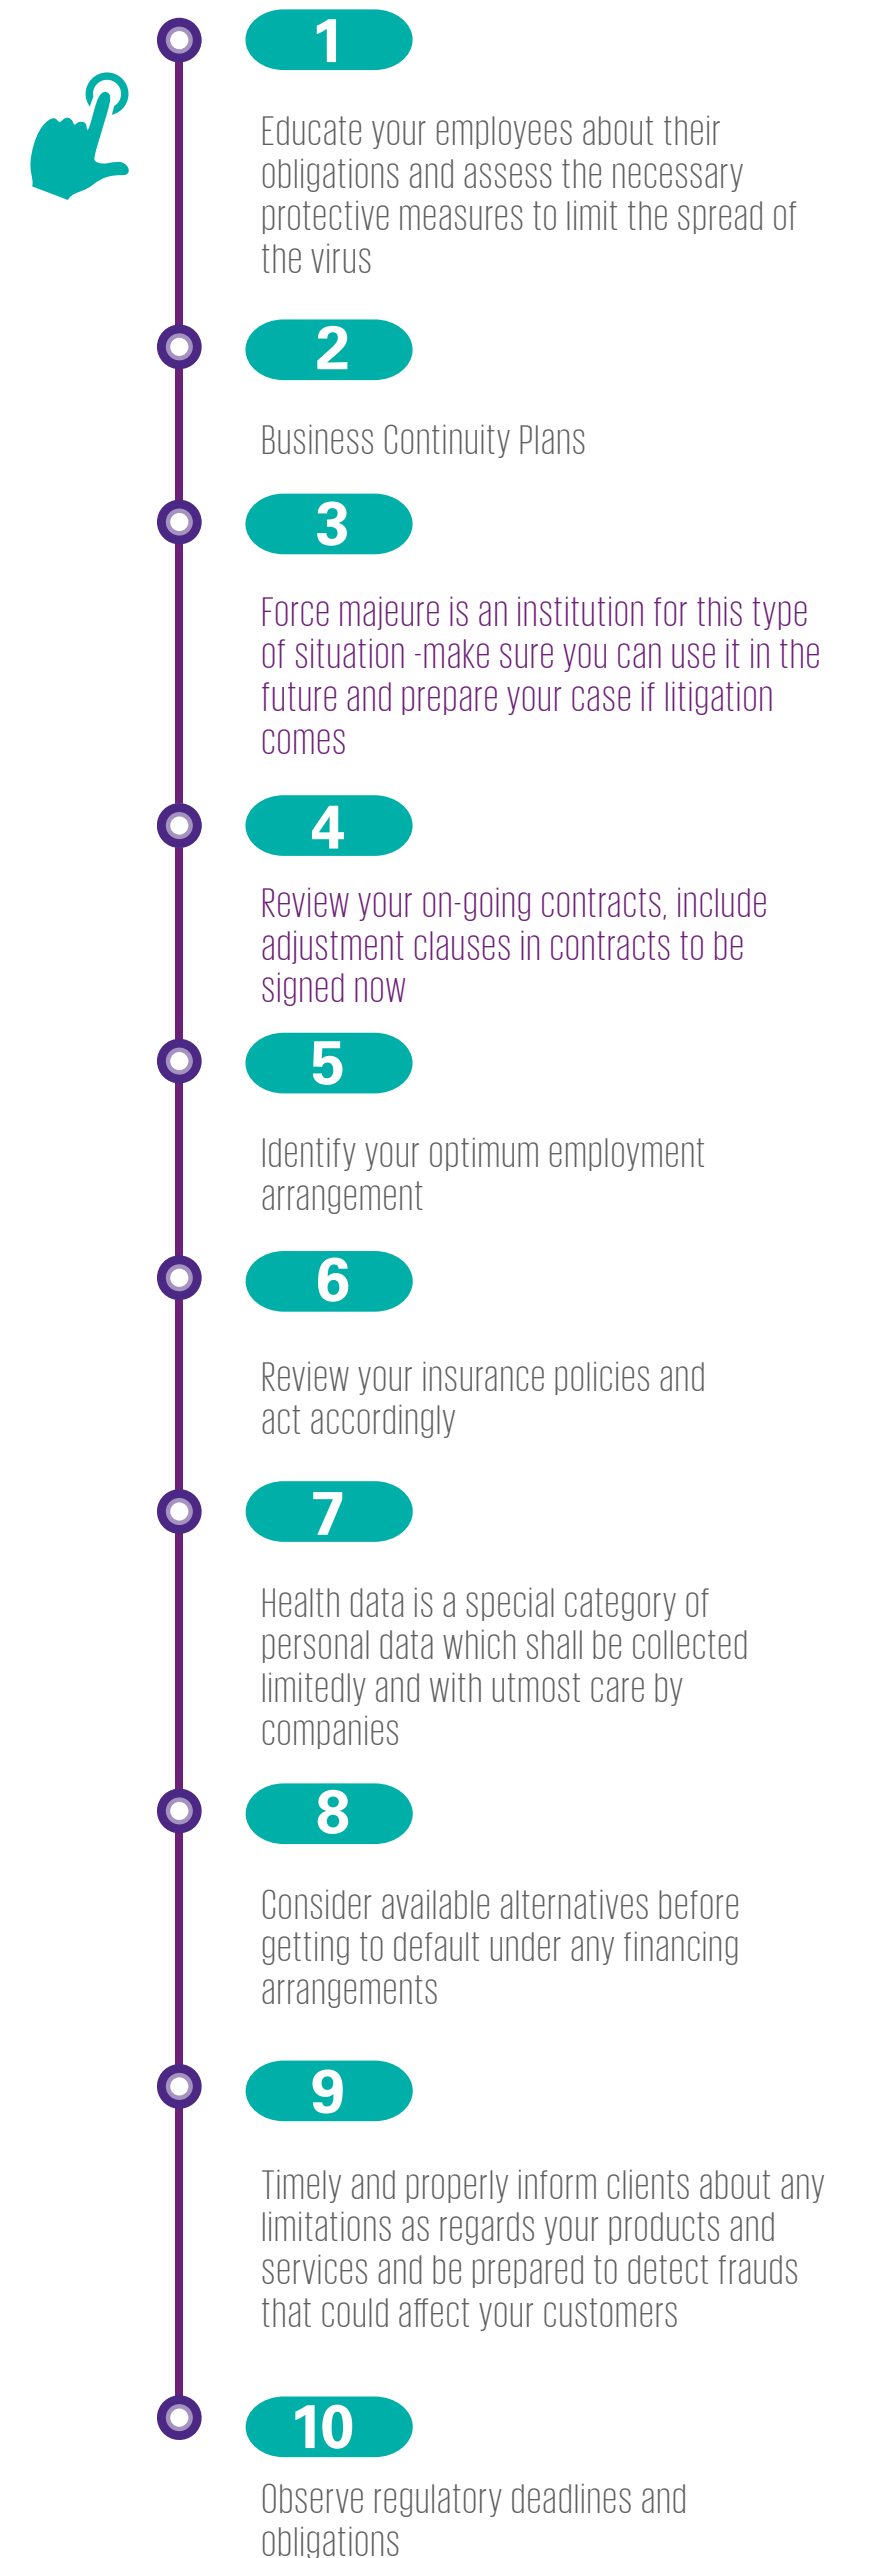 1
Educate your employees about their
obligations and assess the necessary
protective measures to limit the spread of
the virus
2
Business Continuity Plans
3
Force majeure is an institution for this type
of situation -make sure you can use it in the
future and prepare your case if litigation
comes
4
Review your on-going contracts, include
adjustment clauses in contracts to be
signed now
5
Identify your optimum employment
arrangement
6
Review your insurance policies and
act accordingly
7
Health data is a special category of
personal data which shall be collected
limitedly and with utmost care by
companies
8
Consider available alternatives before
getting to default under any financing
arrangements
9
Timely and properly inform clients about any
limitations as regards your products and
services and be prepared to detect frauds
that could affect your customers
10
Observe regulatory deadlines and
obligations